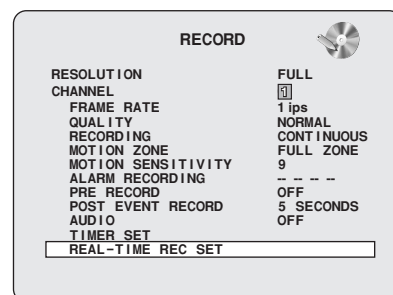 RECORD
RESOLUTION FULL
CHANNEL 1
FRAME RATE 1 ips
QUALITY NORMAL
RECORDING CONTINUOUS
MOTION ZONE FULL ZONE
MOTION SENSITIVITY 9
ALARM RECORDING -- -- -- --
PRE RECORD OFF
POST EVENT RECORD 5 SECONDS
AUDIO OFF
TIMER SET
REAL-TIME REC SET